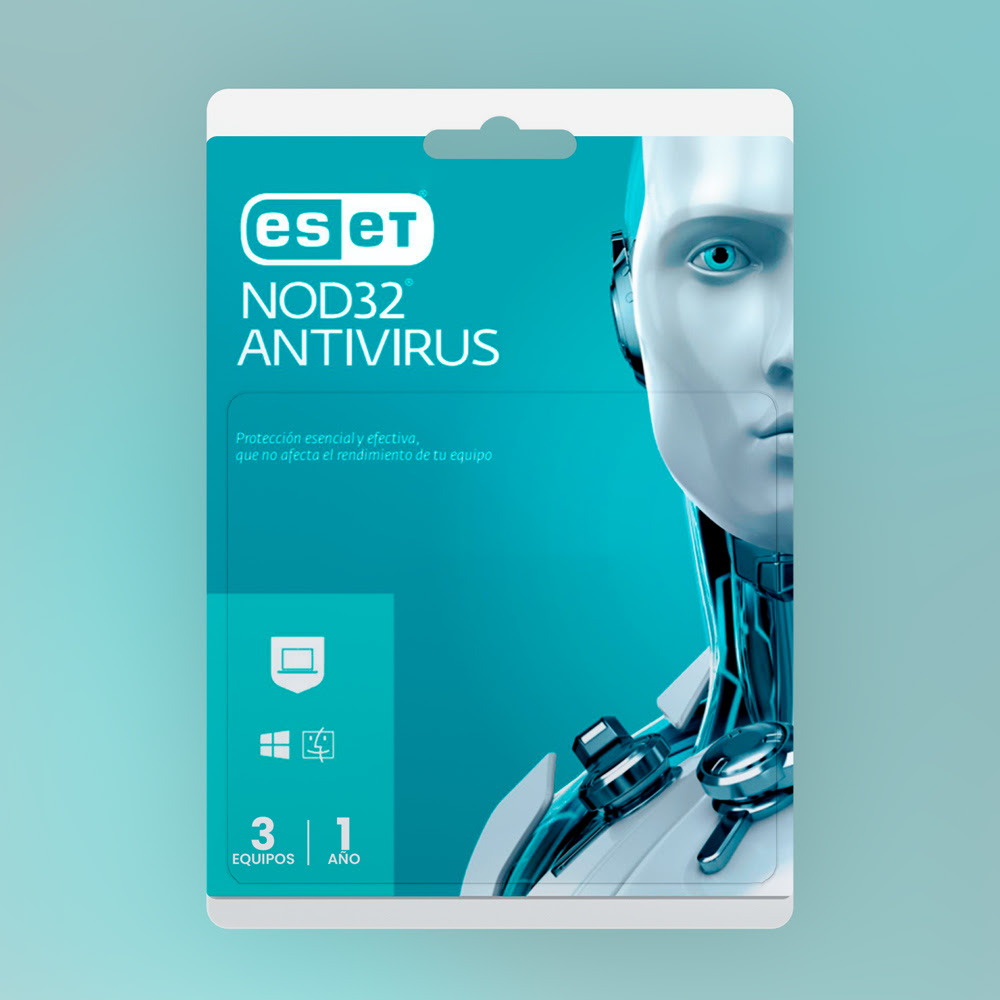 eset®
NOD32®
ANTIVIRUS
Protección esencial y efectiva,
que no afecta el rendimiento de tu equipo
3 | 1
EQUIPOS | AÑO